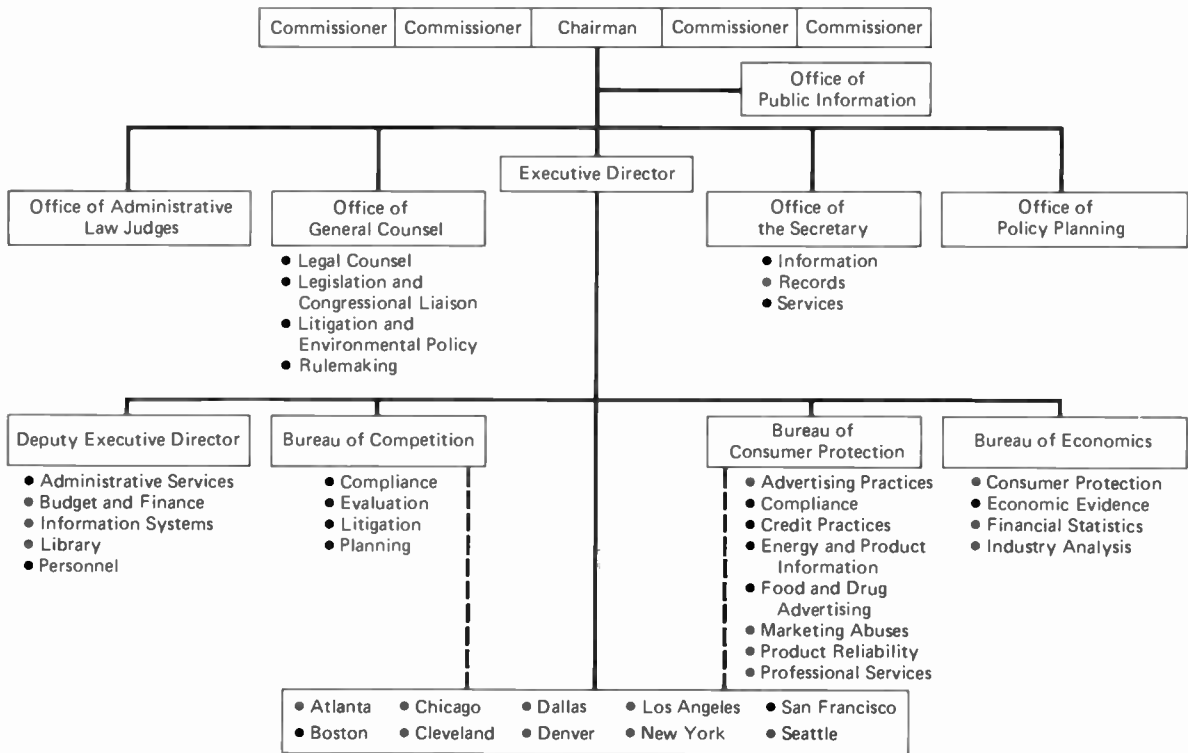 Commissioner Commissioner Chairman Commissioner Commissioner
Office of
Public Information
Executive Director
Office of Administrative
Law Judges
Office of
General Counsel
● Legal Counsel
● Legislation and
Congressional Liaison
● Litigation and
Environmental Policy
● Rulemaking
Office of
the Secretary
● Information
● Records
● Services
Office of
Policy Planning
Deputy Executive Director
● Administrative Services
● Budget and Finance
● Information Systems
● Library
● Personnel
Bureau of Competition
● Compliance
● Evaluation
● Litigation
● Planning
Bureau of
Consumer Protection
● Advertising Practices
● Compliance
● Credit Practices
● Energy and Product
Information
● Food and Drug
Advertising
● Marketing Abuses
● Product Reliability
● Professional Services
Bureau of Economics
● Consumer Protection
● Economic Evidence
● Financial Statistics
● Industry Analysis
● Atlanta ● Chicago ● Dallas ● Los Angeles ● San Francisco
● Boston ● Cleveland ● Denver ● New York ● Seattle